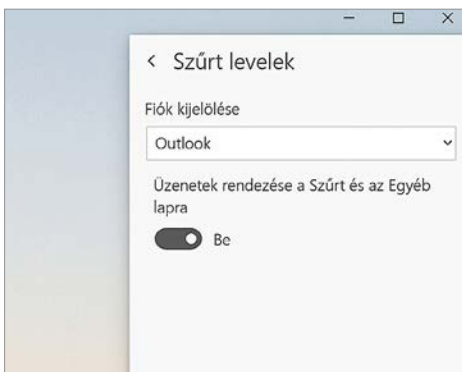 Szűrt levelek
Fiók kijelölése
Outlook
Üzenetek rendezése a Szűrt és az Egyéb
lapra
Be